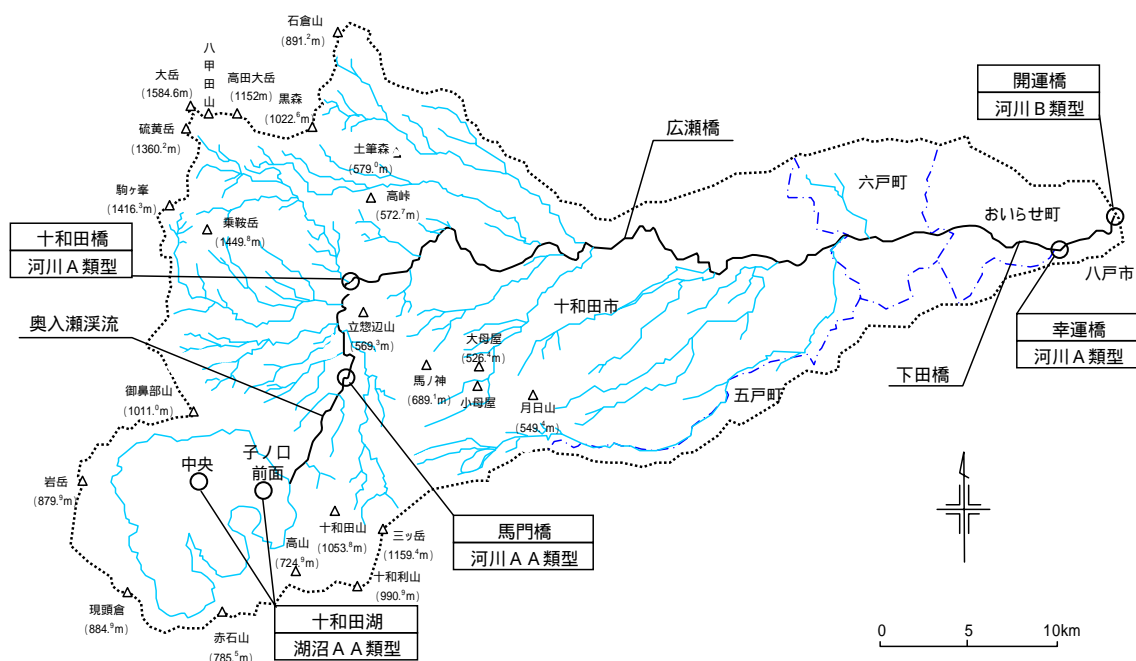 石倉山
(891.2m)
八甲田山
大岳
(1584.6m)
高田大岳
(1152m)
黒森
(1022.6m)
硫黄岳
(1360.2m)
土筆森
(579.0m)
駒ヶ峯
(1416.3m)
高峠
(572.7m)
乗鞍岳
(1449.8m)
広瀬橋
開運橋
河川B類型
六戸町
おいらせ町
八戸市
十和田橋
河川A類型
奥入瀬渓流
立惣辺山
(569.3m)
十和田市
大母屋
(526.4m)
馬ノ神
(689.1m)
小母屋
月日山
(549.4m)
五戸町
下田橋
幸運橋
河川A類型
御鼻部山
(1011.0m)
中央
子ノ口
前面
岩岳
(879.9m)
馬門橋
河川AA類型
十和田山
(1053.8m)
三ッ岳
(1159.4m)
高山
(724.9m)
十和利山
(990.9m)
現頭倉
(884.9m)
赤石山
(785.5m)
十和田湖
湖沼AA類型
0 5 10km